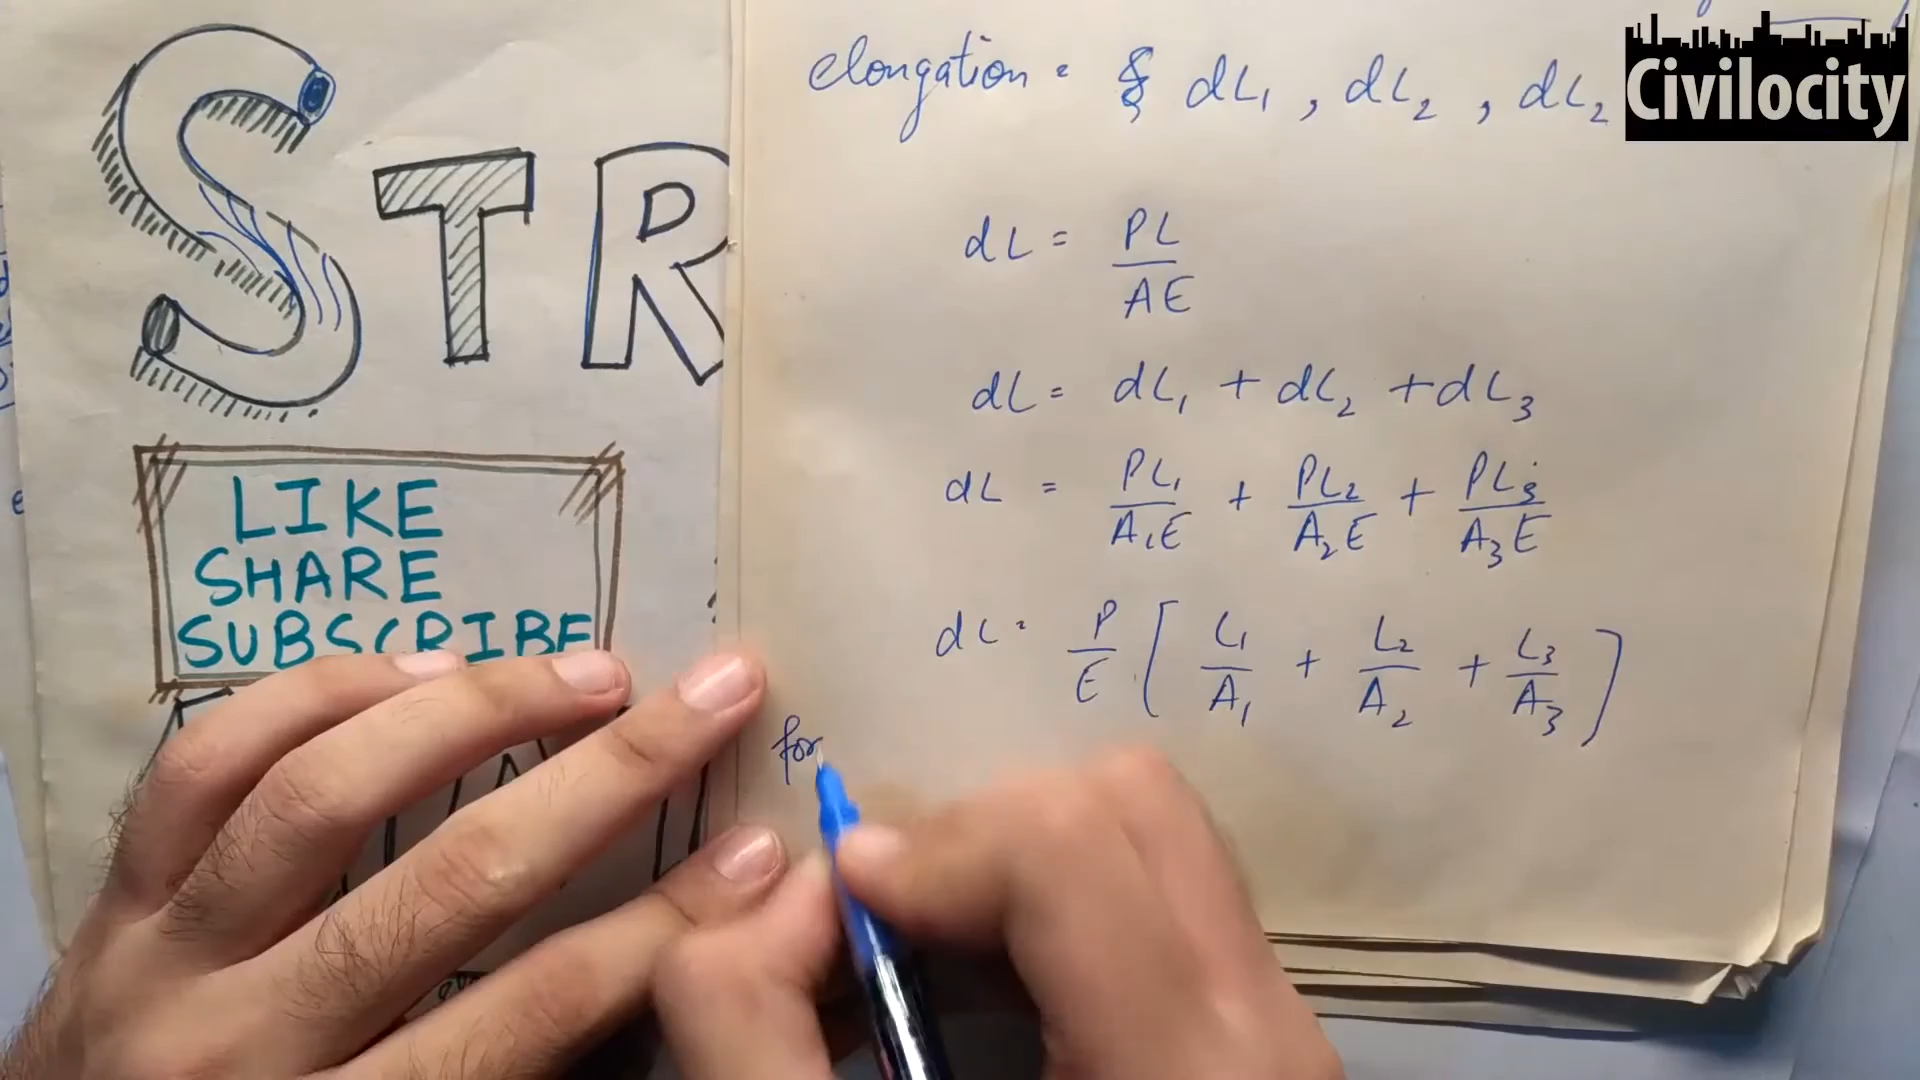 STR
LIKE
SHARE
SUBSCRIBE
elongation = dL₁ , dL₂ , dL₂
Civilocity
dL = PL / AE
dL = dL₁ + dL₂ + dL₃
dL = PL₁ / A₁E + PL₂ / A₂E + PL₃ / A₃E
dL = P / E [ L₁ / A₁ + L₂ / A₂ + L₃ / A₃ ]
for